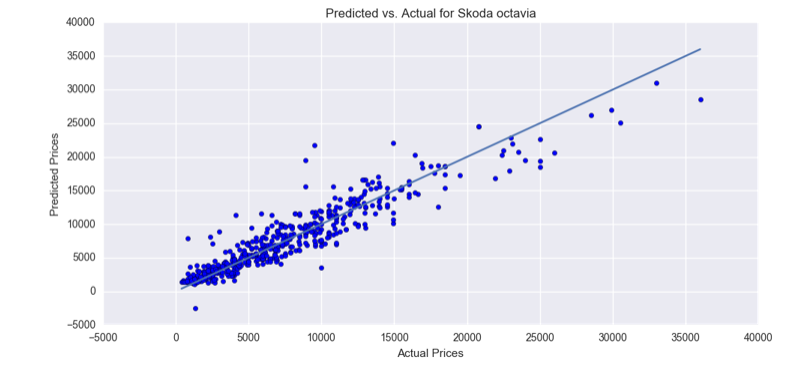 Predicted vs. Actual for Skoda octavia
40000
35000
30000
25000
20000
15000
10000
5000
0
−5000
Predicted Prices
−5000 0 5000 10000 15000 20000 25000 30000 35000 40000
Actual Prices